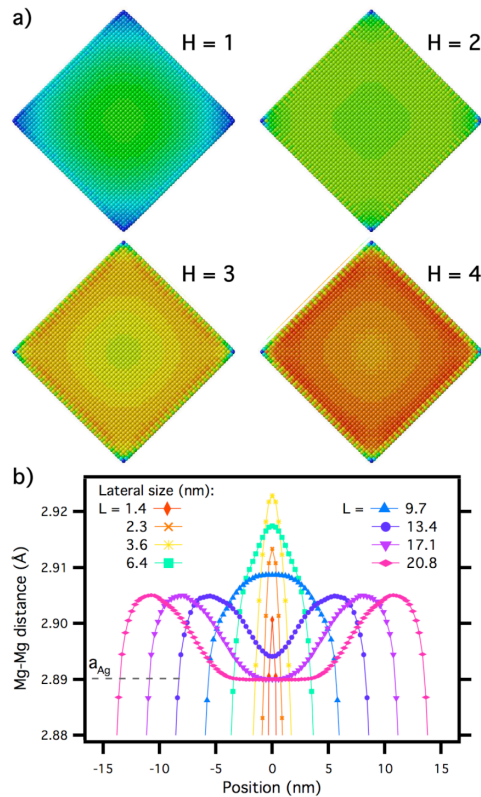 a)
H = 1
H = 2
H = 3
H = 4
b)
Lateral size (nm):
L = 1.4
2.3
3.6
6.4
L = 9.7
13.4
17.1
20.8
Mg-Mg distance (Å)
2.92
2.91
2.90
2.89
2.88
aAg
-15 -10 -5 0 5 10 15
Position (nm)